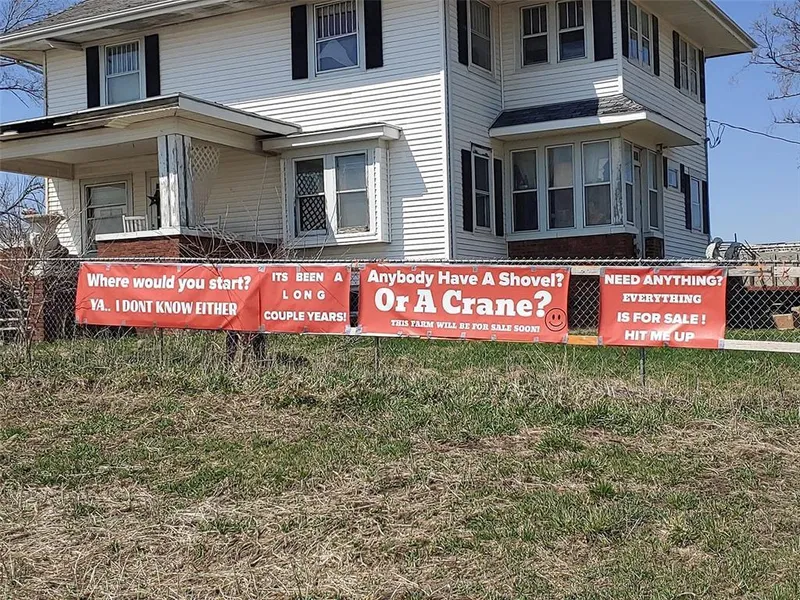 Where would you start?
YA.. I DONT KNOW EITHER
ITS BEEN A
LONG
COUPLE YEARS!
Anybody Have A Shovel?
Or A Crane?
THIS FARM WILL BE FOR SALE SOON!
NEED ANYTHING?
EVERYTHING
IS FOR SALE !
HIT ME UP